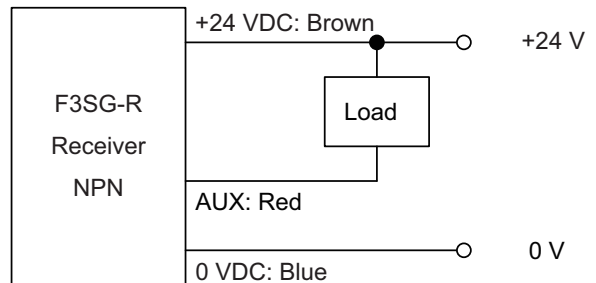 +24 VDC: Brown
+24 V
F3SG-R
Receiver
NPN
Load
AUX: Red
0 V
0 VDC: Blue